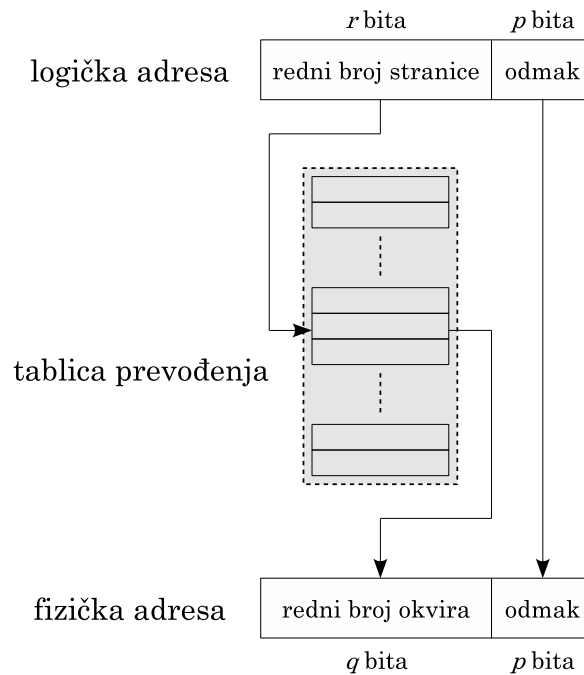 r bita p bita
logička adresa redni broj stranice odmak
tablica prevođenja
fizička adresa redni broj okvira odmak
q bita p bita